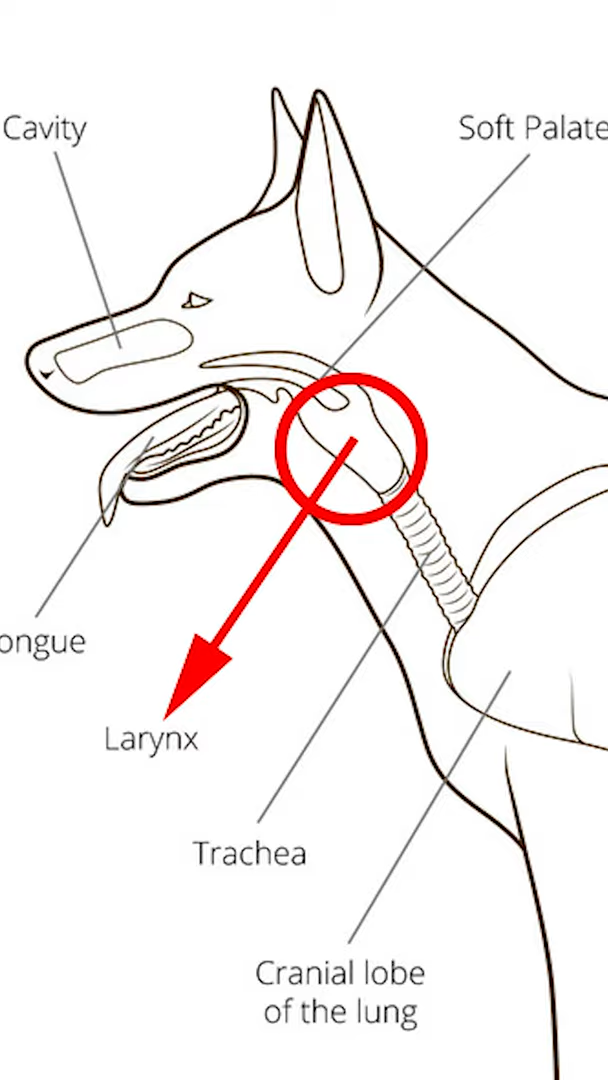 Cavity
Soft Palate
ongue
Larynx
Trachea
Cranial lobe
of the lung